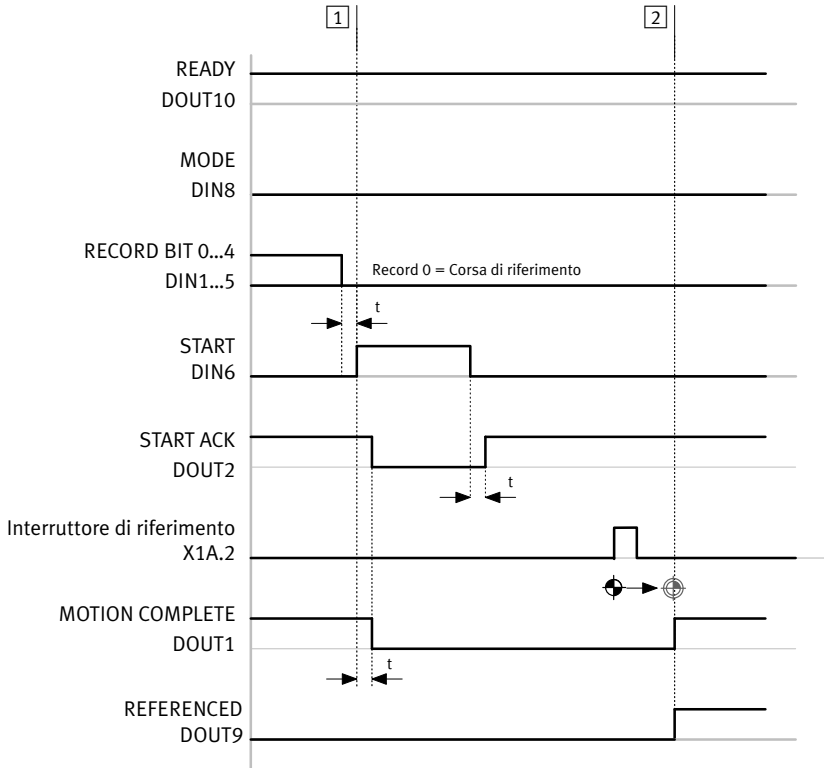 1
2
READY
DOUT10
MODE
DIN8
RECORD BIT 0...4
DIN1...5
Record 0 = Corsa di riferimento
t
START
DIN6
START ACK
DOUT2
t
Interruttore di riferimento
X1A.2
MOTION COMPLETE
DOUT1
t
REFERENCED
DOUT9